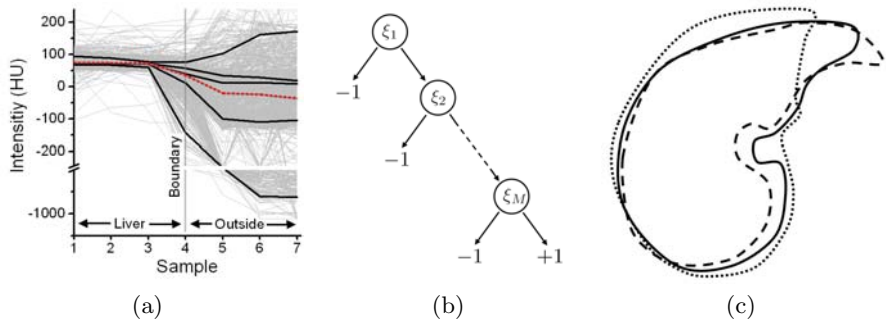 200
100
0
-100
-200
-1000
Intensitiy (HU)
Boundary
Liver
Outside
1 2 3 4 5 6 7
Sample
(a)
ξ1
−1
ξ2
−1
ξM
−1 +1
(b)
(c)